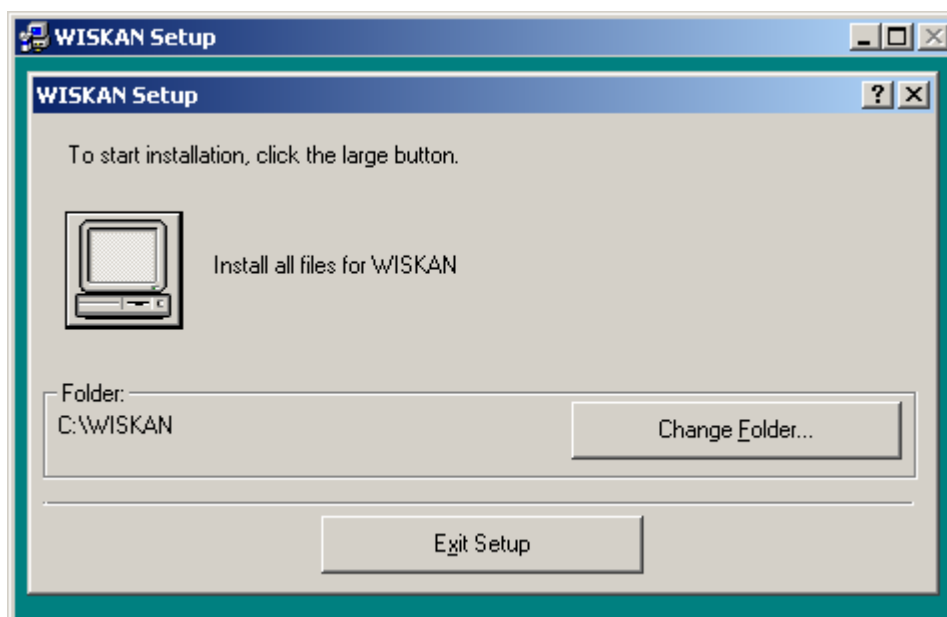 WISKAN Setup
WISKAN Setup
To start installation, click the large button.
Install all files for WISKAN
Folder:
C:\WISKAN
Change Folder...
Exit Setup